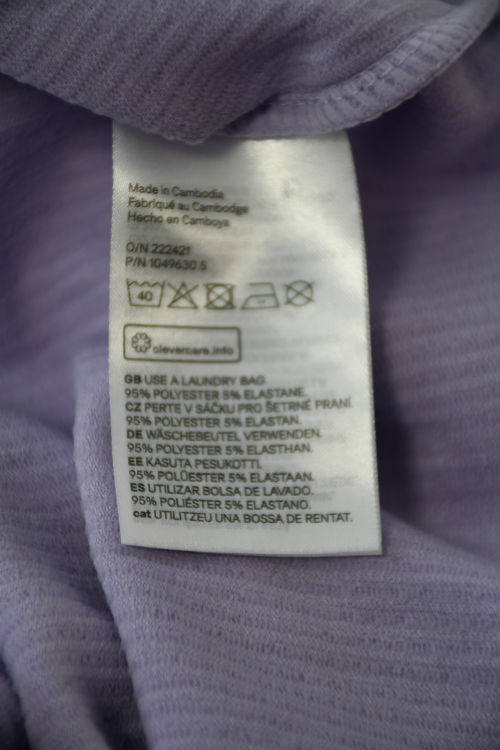 Made in Cambodia
Fabriqué au Cambodge
Hecho en Camboya
O/N 222421
P/N 1049630 5
40
clevercare.info
GB USE A LAUNDRY BAG.
95% POLYESTER 5% ELASTANE.
CZ PERTE V SÁČKU PRO ŠETRNÉ PRANÍ.
95% POLYESTER 5% ELASTAN.
DE WÄSCHEBEUTEL VERWENDEN.
95% POLYESTER 5% ELASTHAN.
EE KASUTA PESUKOTTI.
95% POLÜESTER 5% ELASTAAN.
ES UTILIZAR BOLSA DE LAVADO.
95% POLIÉSTER 5% ELASTANO.
cat UTILITZEU UNA BOSSA DE RENTAT.